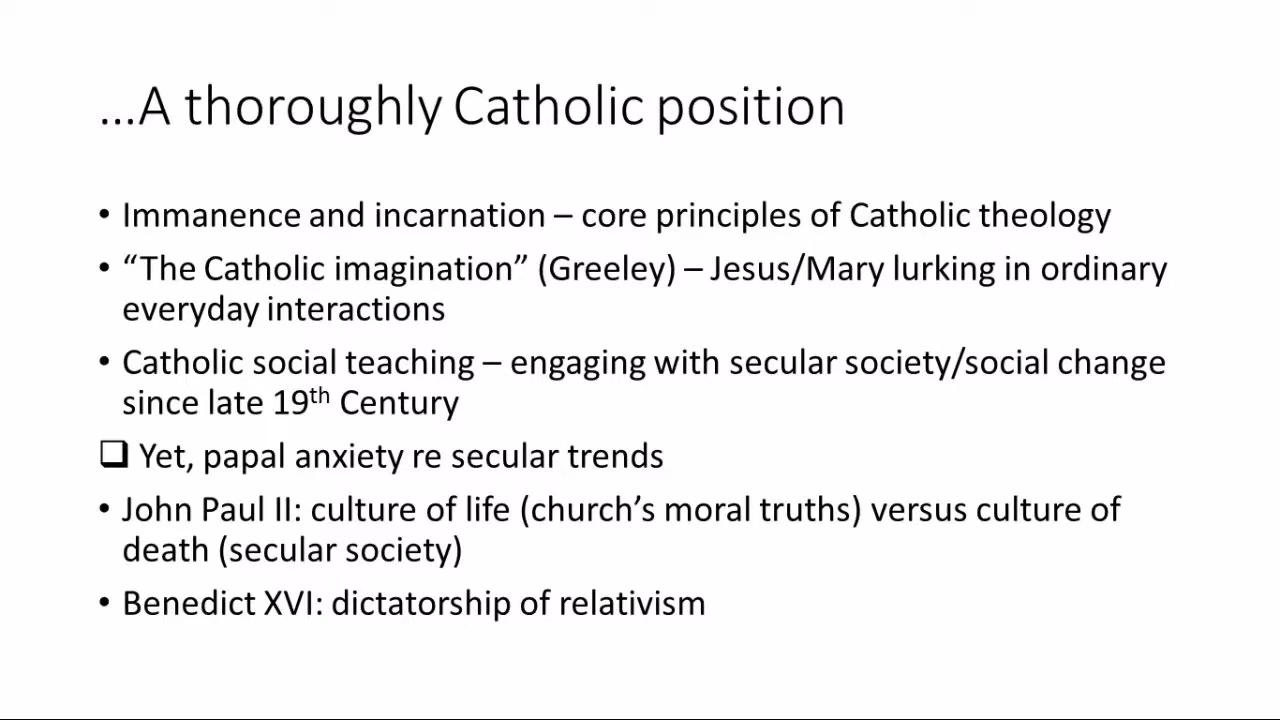 ...A thoroughly Catholic position
• Immanence and incarnation – core principles of Catholic theology
• “The Catholic imagination” (Greeley) – Jesus/Mary lurking in ordinary
everyday interactions
• Catholic social teaching – engaging with secular society/social change
since late 19th Century
❑ Yet, papal anxiety re secular trends
• John Paul II: culture of life (church’s moral truths) versus culture of
death (secular society)
• Benedict XVI: dictatorship of relativism